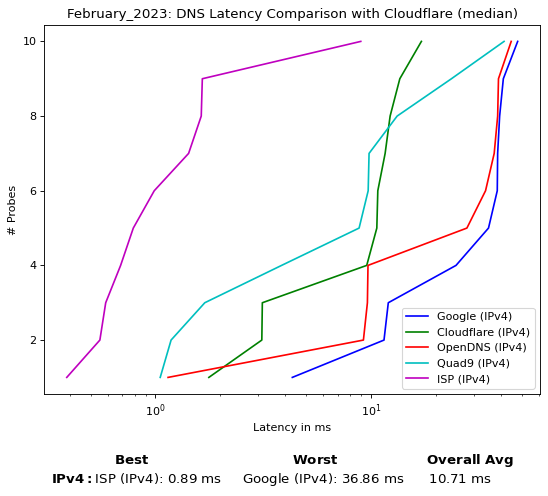 February_2023: DNS Latency Comparison with Cloudflare (median)
# Probes
10
8
6
4
2
Google (IPv4)
Cloudflare (IPv4)
OpenDNS (IPv4)
Quad9 (IPv4)
ISP (IPv4)
10⁰ 10¹
Latency in ms
Best Worst Overall Avg
IPv4: ISP (IPv4): 0.89 ms Google (IPv4): 36.86 ms 10.71 ms